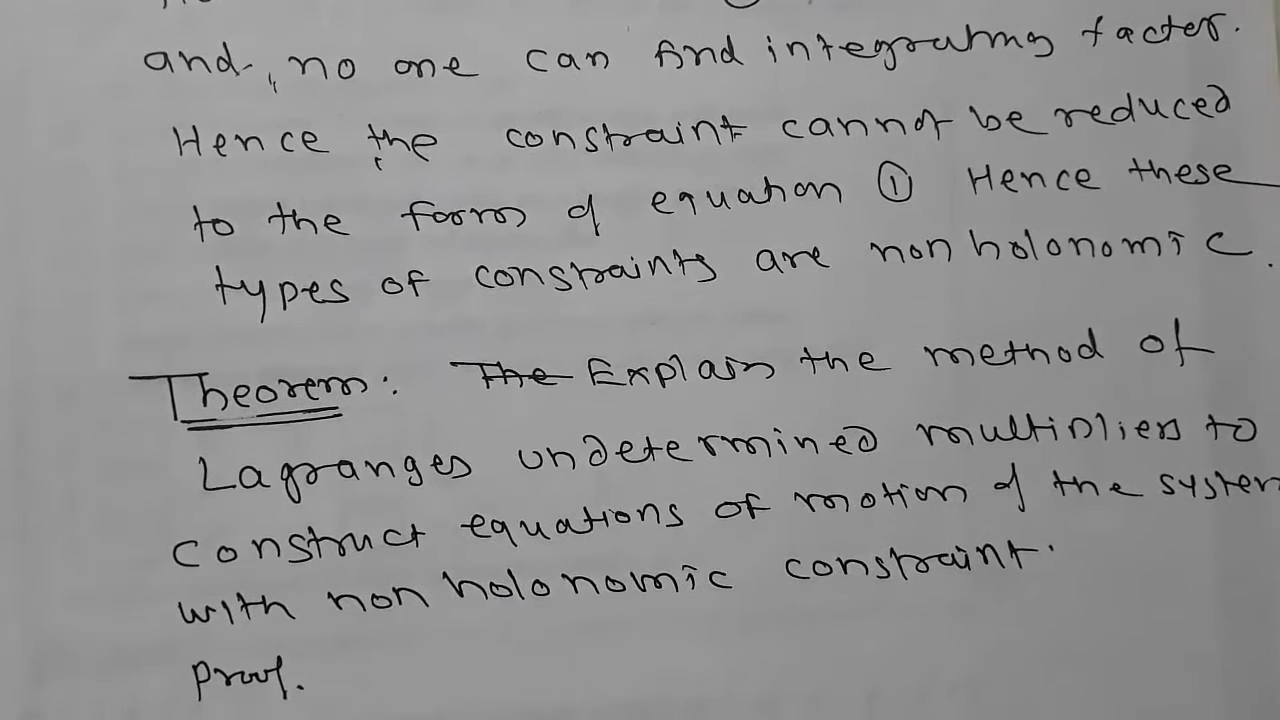 and, no one can find integrating factor.
Hence the constraint cannot be reduced
to the form of equation ① Hence these
types of constraints are non holonomic.
Theorem: The Explain the method of
Lagranges undetermined multipliers to
construct equations of motion of the system
with non holonomic constraint.
Proof.